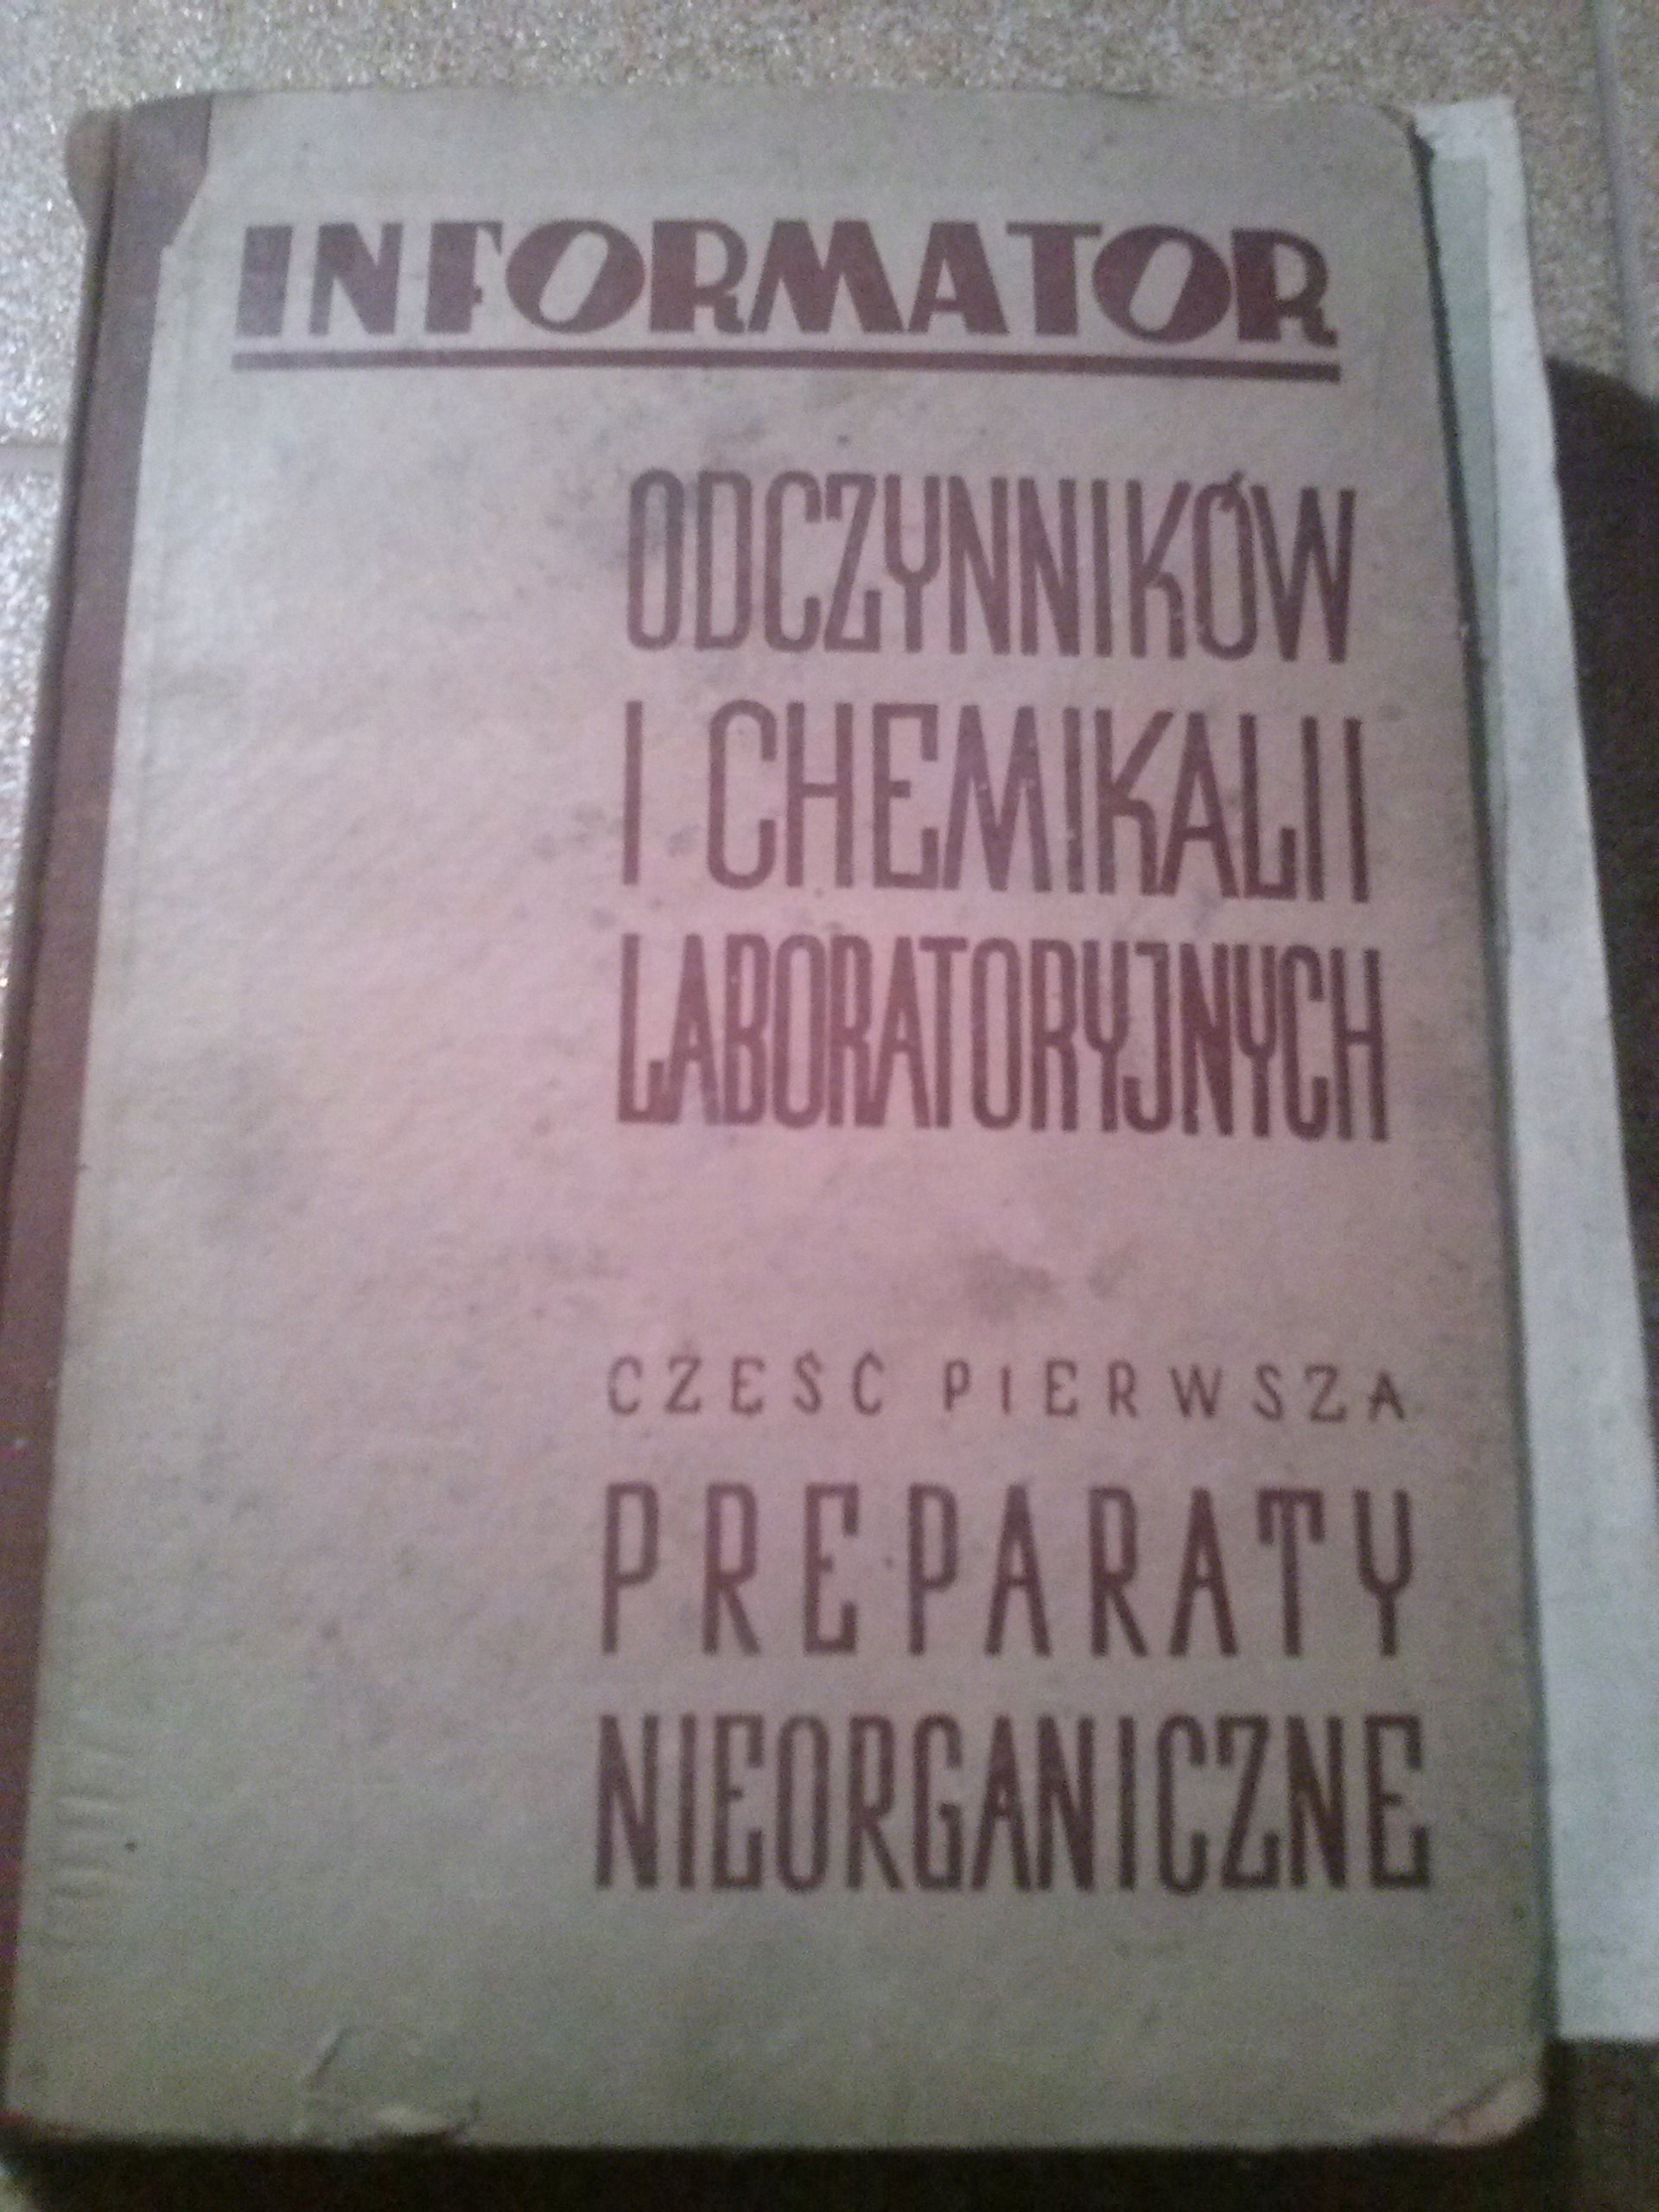 INFORMATOR
ODCZYNNIKÓW
I CHEMIKALII
LABORATORYJNYCH
CZĘŚĆ PIERWSZA
PREPARATY
NIEORGANICZNE